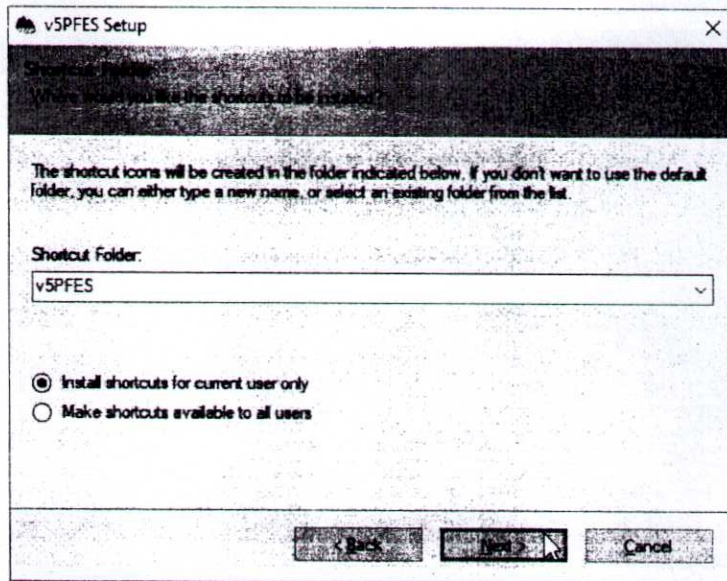 v5PFES Setup
Shortcut Folder
Where would you like the shortcuts to be installed?
The shortcut icons will be created in the folder indicated below. If you don't want to use the default
folder, you can either type a new name, or select an existing folder from the list.
Shortcut Folder:
v5PFES
Install shortcuts for current user only
Make shortcuts available to all users
< Back
Next >
Cancel